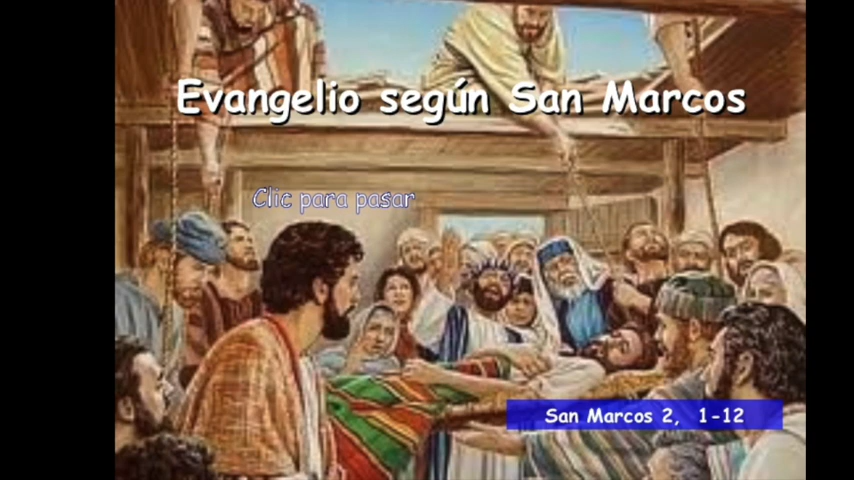 Evangelio según San Marcos
Clic para pasar
San Marcos 2, 1-12